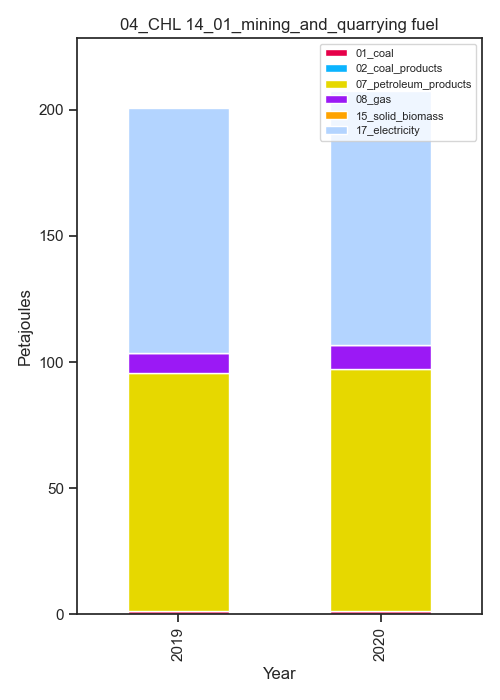 04_CHL 14_01_mining_and_quarrying fuel
01_coal
02_coal_products
07_petroleum_products
08_gas
15_solid_biomass
17_electricity
200
150
100
50
0
Petajoules
2019
2020
Year